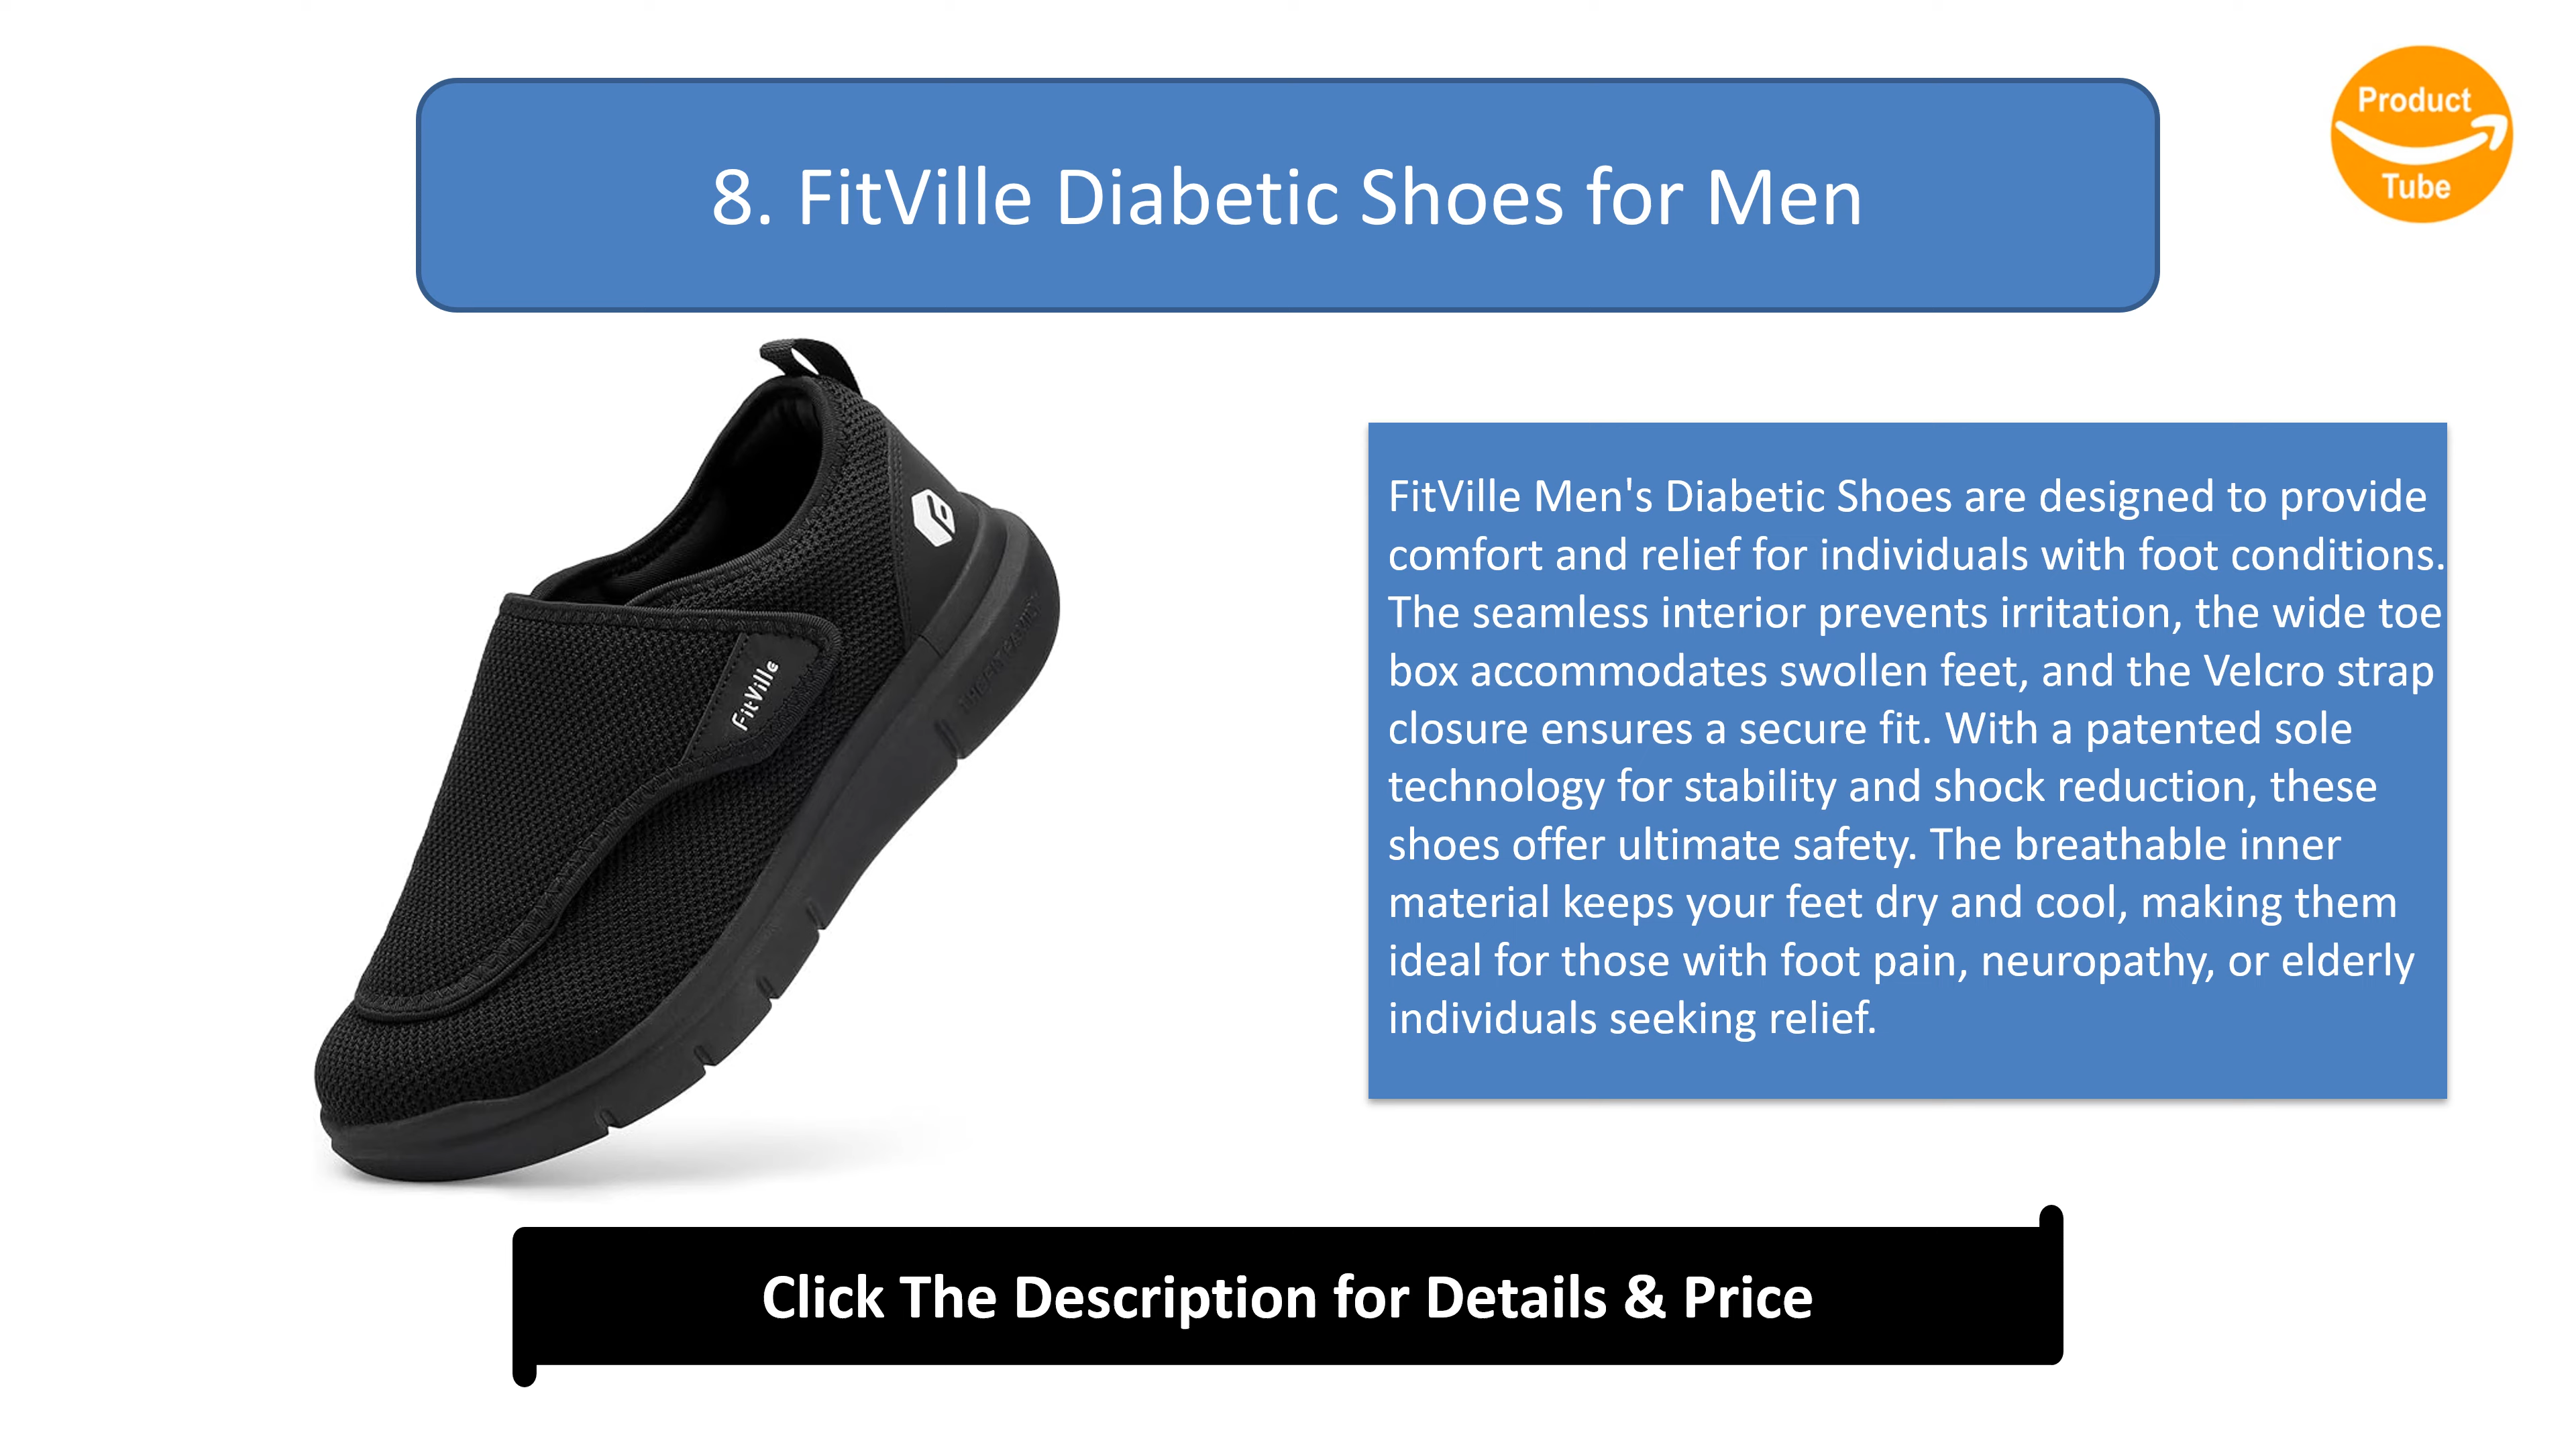 Product
Tube
8. FitVille Diabetic Shoes for Men
FitVille
FitVille Men's Diabetic Shoes are designed to provide
comfort and relief for individuals with foot conditions.
The seamless interior prevents irritation, the wide toe
box accommodates swollen feet, and the Velcro strap
closure ensures a secure fit. With a patented sole
technology for stability and shock reduction, these
shoes offer ultimate safety. The breathable inner
material keeps your feet dry and cool, making them
ideal for those with foot pain, neuropathy, or elderly
individuals seeking relief.
Click The Description for Details & Price